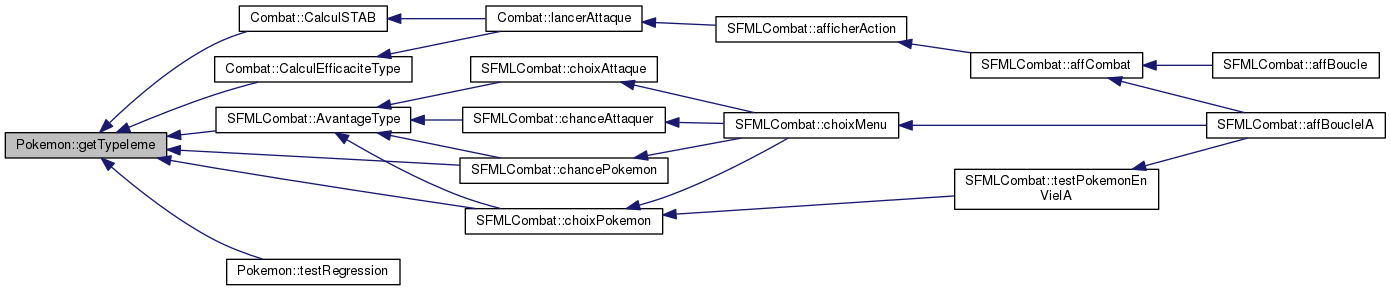 Combat::CalculSTAB
Combat::lancerAttaque
SFMLCombat::afficherAction
Combat::CalculEfficaciteType
SFMLCombat::choixAttaque
SFMLCombat::affCombat
SFMLCombat::affBoucle
SFMLCombat::AvantageType
SFMLCombat::chanceAttaquer
SFMLCombat::choixMenu
SFMLCombat::affBoucleIA
Pokemon::getTypeIeme
SFMLCombat::chancePokemon
SFMLCombat::testPokemonEn
VieIA
SFMLCombat::choixPokemon
Pokemon::testRegression